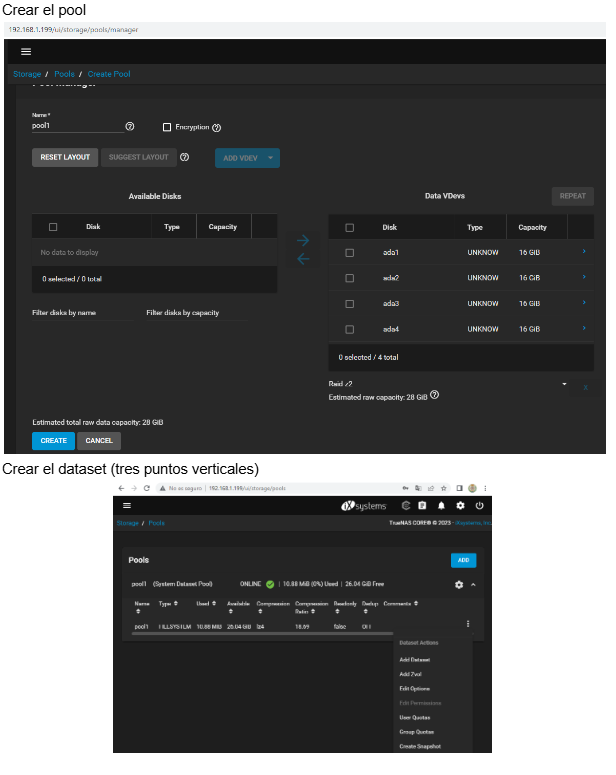 Crear el pool
192.168.1.199/ui/storage/pools/manager
Storage / Pools / Create Pool
Name *
pool1
Encryption
RESET LAYOUT SUGGEST LAYOUT ADD VDEV
Available Disks
Disk Type Capacity
No data to display
0 selected / 0 total
Filter disks by name Filter disks by capacity
Data VDevs REPEAT
Disk Type Capacity
ada1 UNKNOW 16 GiB
ada2 UNKNOW 16 GiB
ada3 UNKNOW 16 GiB
ada4 UNKNOW 16 GiB
0 selected / 4 total
Raid z2
Estimated raw capacity: 28 GiB
Estimated total raw data capacity: 28 GiB
CREATE CANCEL
Crear el dataset (tres puntos verticales)
No es seguro | 192.168.1.199/ui/storage/pools
iXsystems
Storage / Pools
TrueNAS CORE® © 2023 - iXsystems, Inc.
Pools ADD
pool1 (System Dataset Pool) ONLINE | 10.88 MiB (0%) Used | 26.04 GiB Free
Name Type Used Available Compression Compression Ratio Readonly Dedup Comments
pool1 FILESYSTEM 10.88 MiB 26.04 GiB lz4 18.69 false OFF
Dataset Actions
Add Dataset
Add Zvol
Edit Options
Edit Permissions
User Quotas
Group Quotas
Create Snapshot